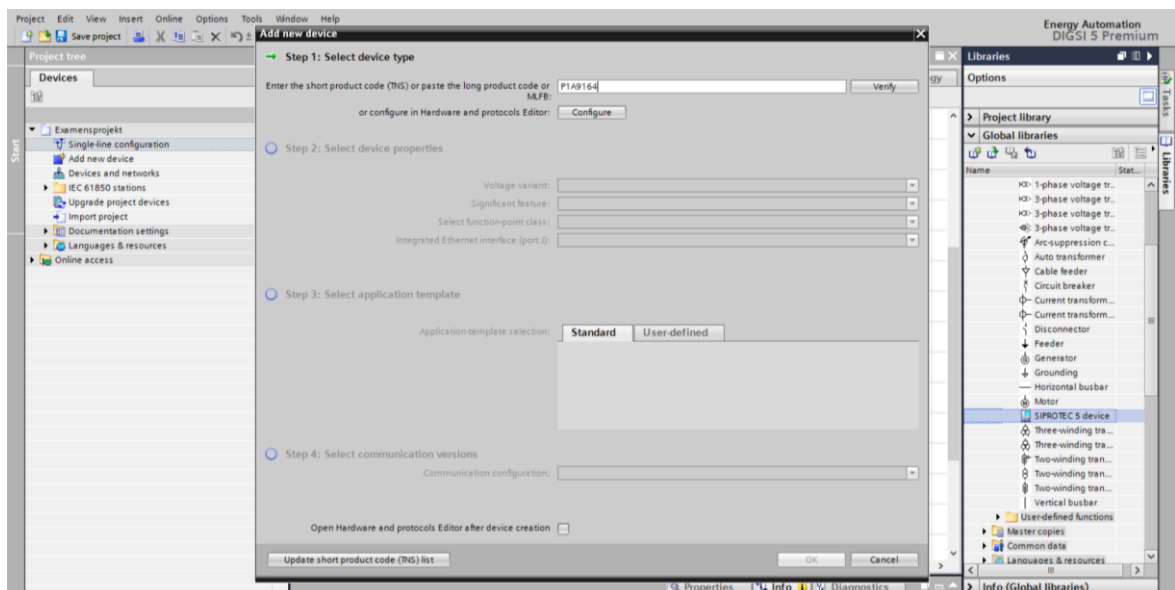 Project Edit View Insert Online Options Tools Window Help
Save project
Energy Automation
DIGSI 5 Premium
Project tree
Devices
Start
Examensprojekt
Single-line configuration
Add new device
Devices and networks
IEC 61850 stations
Upgrade project devices
Import project
Documentation settings
Languages & resources
Online access
Add new device
Step 1: Select device type
Enter the short product code (TNS) or paste the long product code or MLFB: P1A9164 Verify
or configure in Hardware and protocols Editor: Configure
Step 2: Select device properties
Voltage variant:
Significant feature:
Select function-point class:
Integrated Ethernet interface (port J):
Step 3: Select application template
Application-template selection: Standard User-defined
Step 4: Select communication versions
Communication configuration:
Open Hardware and protocols Editor after device creation
Update short product code (TNS) list OK Cancel
gy
Properties Info Diagnostics
Libraries
Options
Project library
Global libraries
Name Stat...
1-phase voltage tr..
3-phase voltage tr..
3-phase voltage tr..
3-phase voltage tr..
Arc-suppression c...
Auto transformer
Cable feeder
Circuit breaker
Current transform...
Current transform...
Disconnector
Feeder
Generator
Grounding
Horizontal busbar
Motor
SIPROTEC 5 device
Three-winding tra...
Three-winding tra...
Two-winding tran...
Two-winding tran...
Two-winding tran...
Vertical busbar
User-defined functions
Master copies
Common data
Languages & resources
Info (Global libraries)
Tasks
Libraries